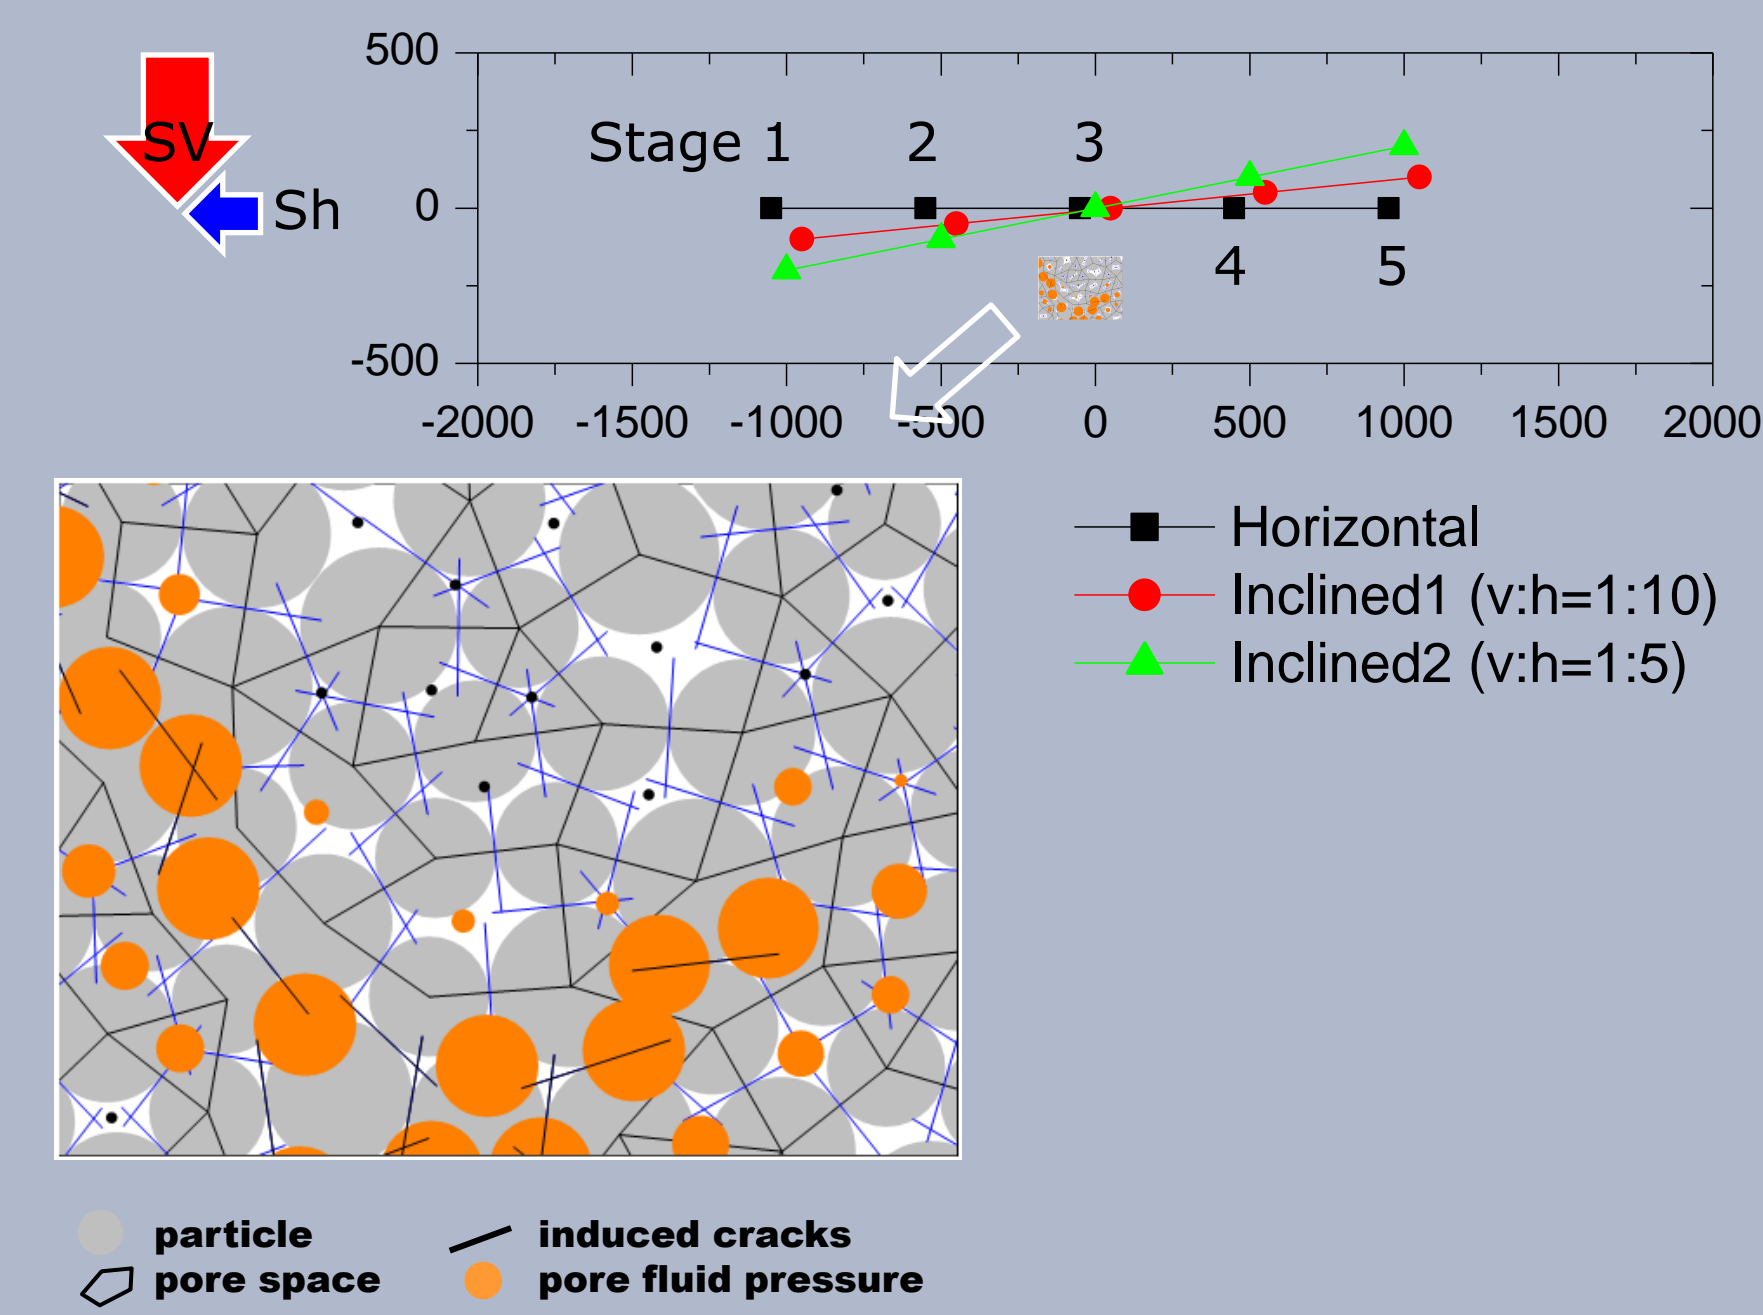 500
SV
Stage 1 2 3
0
Sh
4 5
-500
-2000 -1500 -1000 -500 0 500 1000 1500 2000
Horizontal
Inclined1 (v:h=1:10)
Inclined2 (v:h=1:5)
particle
induced cracks
pore space
pore fluid pressure